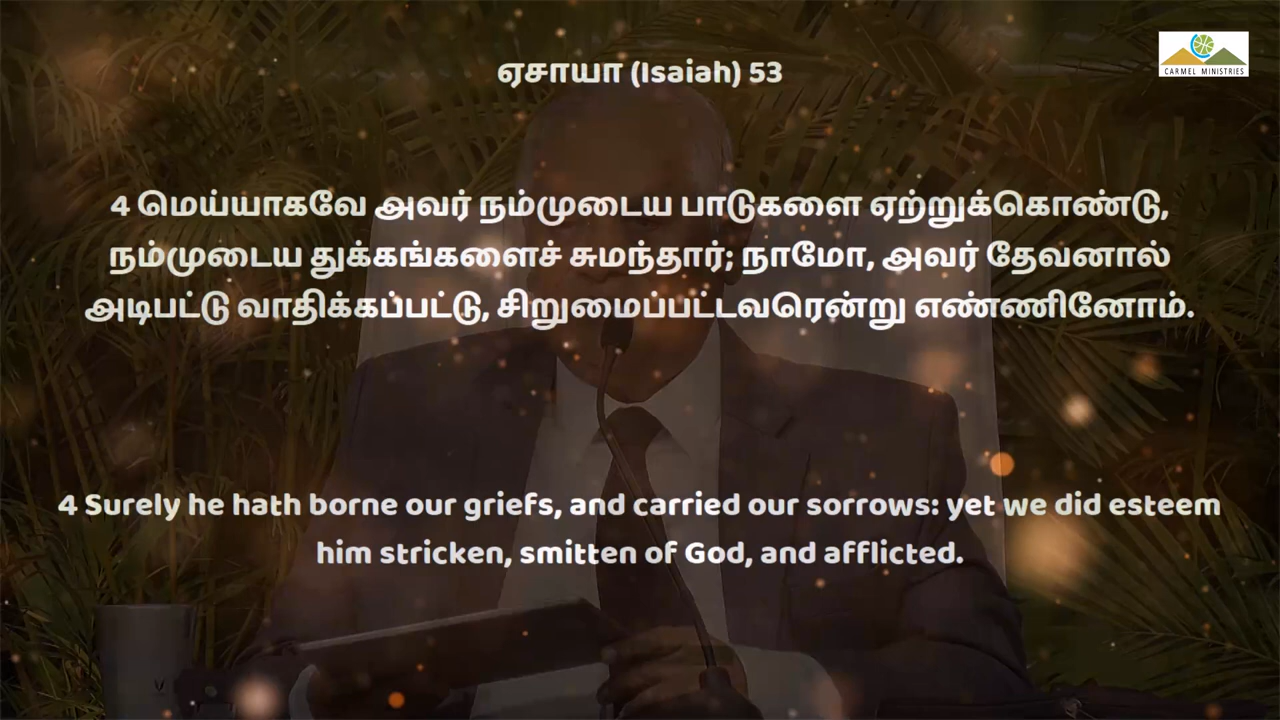 CARMEL MINISTRIES
ஏசாயா (Isaiah) 53
4 மெய்யாகவே அவர் நம்முடைய பாடுகளை ஏற்றுக்கொண்டு,
நம்முடைய துக்கங்களைச் சுமந்தார்; நாமோ, அவர் தேவனால்
அடிபட்டு வாதிக்கப்பட்டு, சிறுமைப்பட்டவரென்று எண்ணினோம்.
4 Surely he hath borne our griefs, and carried our sorrows: yet we did esteem
him stricken, smitten of God, and afflicted.